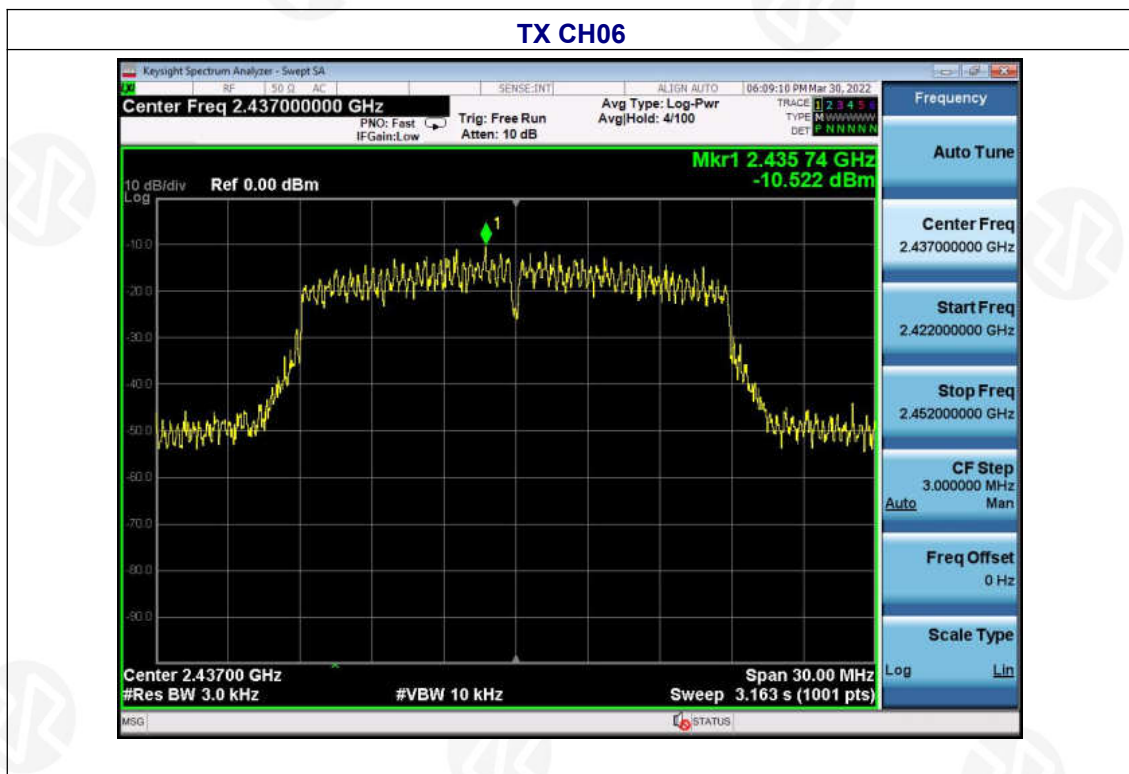 TX CH06
Keysight Spectrum Analyzer - Swept SA
RF 50 Ω AC SENSE:INT ALIGN AUTO 06:09:10 PM Mar 30, 2022
Center Freq 2.437000000 GHz
PNO: Fast
IFGain:Low
Trig: Free Run
Atten: 10 dB
Avg Type: Log-Pwr
Avg|Hold: 4/100
TRACE 1 2 3 4 5 6
TYPE M WWWWW
DET P N N N N N
Mkr1 2.435 74 GHz
-10.522 dBm
10 dB/div Ref 0.00 dBm
Log
1
-10.0
-20.0
-30.0
-40.0
-50.0
-60.0
-70.0
-80.0
-90.0
Center 2.43700 GHz Span 30.00 MHz
#Res BW 3.0 kHz #VBW 10 kHz Sweep 3.163 s (1001 pts)
MSG STATUS
Frequency
Auto Tune
Center Freq
2.437000000 GHz
Start Freq
2.422000000 GHz
Stop Freq
2.452000000 GHz
CF Step
3.000000 MHz
Auto Man
Freq Offset
0 Hz
Scale Type
Log Lin